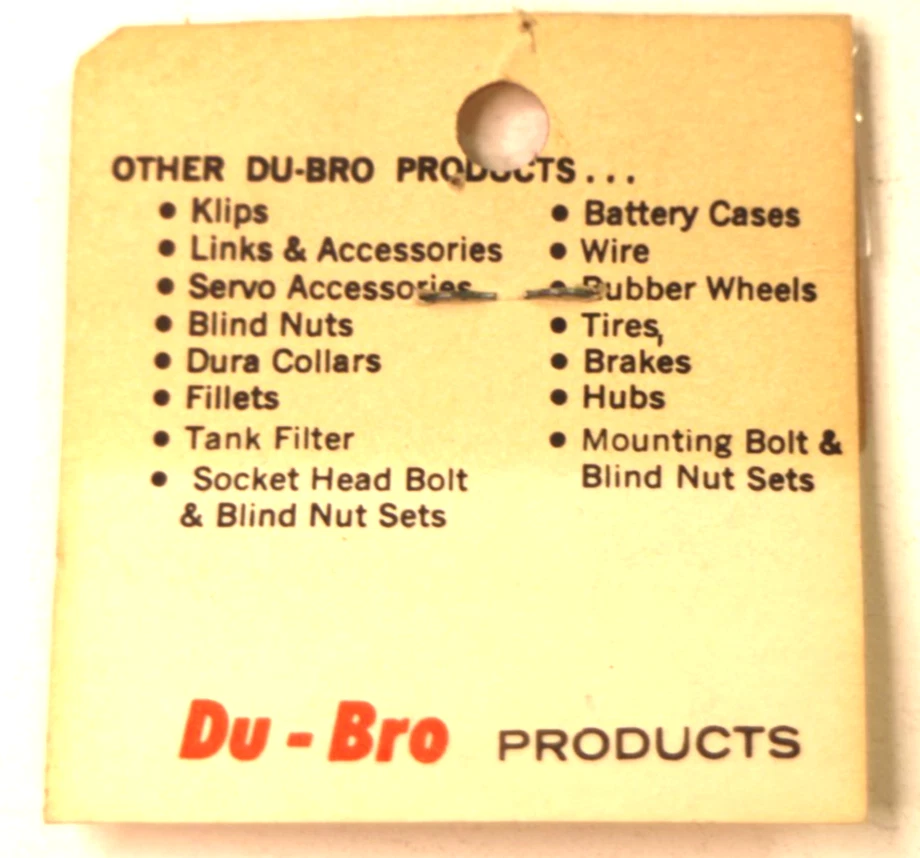 OTHER DU-BRO PRODUCTS...
• Klips
• Links & Accessories
• Servo Accessories
• Blind Nuts
• Dura Collars
• Fillets
• Tank Filter
• Socket Head Bolt
& Blind Nut Sets
• Battery Cases
• Wire
• Rubber Wheels
• Tires,
• Brakes
• Hubs
• Mounting Bolt &
Blind Nut Sets
Du-Bro PRODUCTS